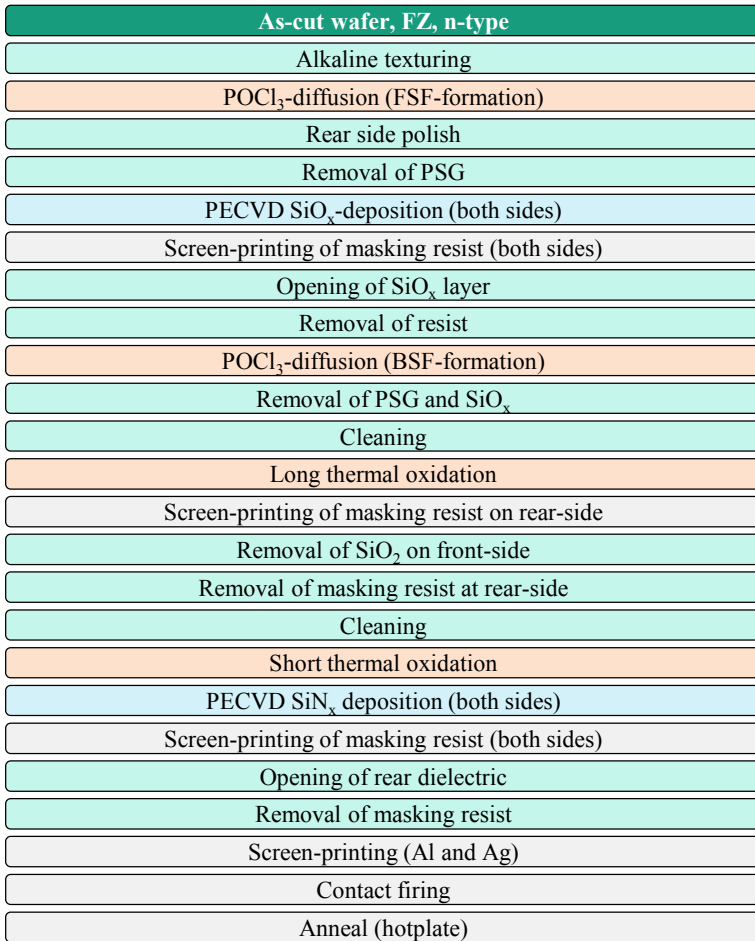 As-cut wafer, FZ, n-type
Alkaline texturing
POCl₃-diffusion (FSF-formation)
Rear side polish
Removal of PSG
PECVD SiOₓ-deposition (both sides)
Screen-printing of masking resist (both sides)
Opening of SiOₓ layer
Removal of resist
POCl₃-diffusion (BSF-formation)
Removal of PSG and SiOₓ
Cleaning
Long thermal oxidation
Screen-printing of masking resist on rear-side
Removal of SiO₂ on front-side
Removal of masking resist at rear-side
Cleaning
Short thermal oxidation
PECVD SiNₓ deposition (both sides)
Screen-printing of masking resist (both sides)
Opening of rear dielectric
Removal of masking resist
Screen-printing (Al and Ag)
Contact firing
Anneal (hotplate)